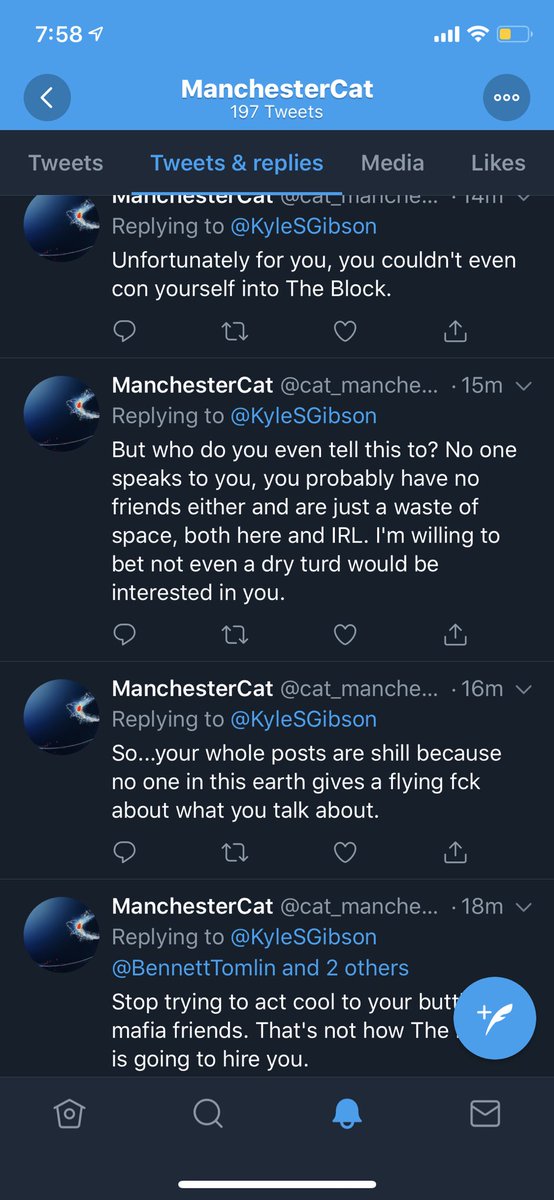 7:58
ManchesterCat
197 Tweets
Tweets Tweets & replies Media Likes
ManchesterCat @cat_manche... · 14m
Replying to @KyleSGibson
Unfortunately for you, you couldn't even
con yourself into The Block.
ManchesterCat @cat_manche... · 15m
Replying to @KyleSGibson
But who do you even tell this to? No one
speaks to you, you probably have no
friends either and are just a waste of
space, both here and IRL. I'm willing to
bet not even a dry turd would be
interested in you.
ManchesterCat @cat_manche... · 16m
Replying to @KyleSGibson
So...your whole posts are shill because
no one in this earth gives a flying fck
about what you talk about.
ManchesterCat @cat_manche... · 18m
Replying to @KyleSGibson
@BennettTomlin and 2 others
Stop trying to act cool to your
mafia friends. That's not how The
is going to hire you.